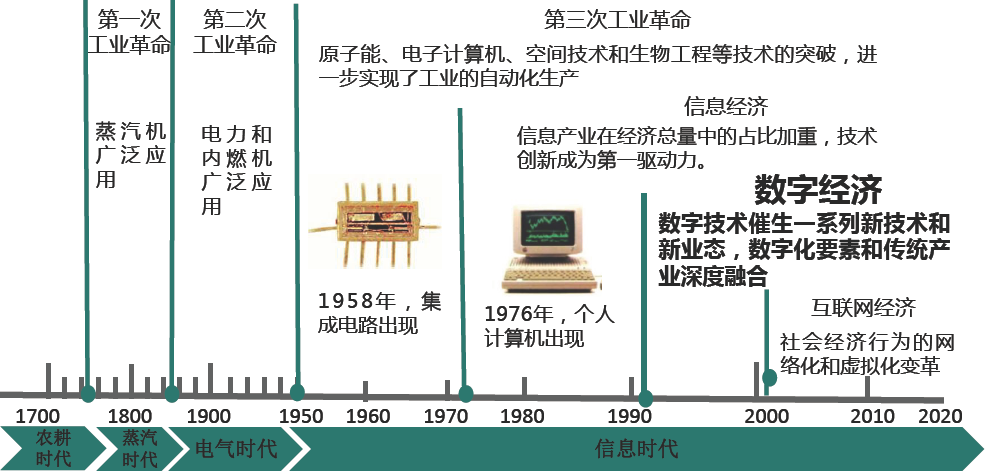 第一次
工业革命
第二次
工业革命
第三次工业革命
原子能、电子计算机、空间技术和生物工程等技术的突破，进
一步实现了工业的自动化生产
蒸汽机
广泛应
用
电力和
内燃机
广泛应
用
信息经济
信息产业在经济总量中的占比加重，技术
创新成为第一驱动力。
数字经济
数字技术催生一系列新技术和
新业态，数字化要素和传统产
业深度融合
1958年，集
成电路出现
1976年，个人
计算机出现
互联网经济
社会经济行为的网
络化和虚拟化变革
1700 1800 1900 1950 1960 1970 1980 1990 2000 2010 2020
农耕
时代
蒸汽
时代
电气时代
信息时代